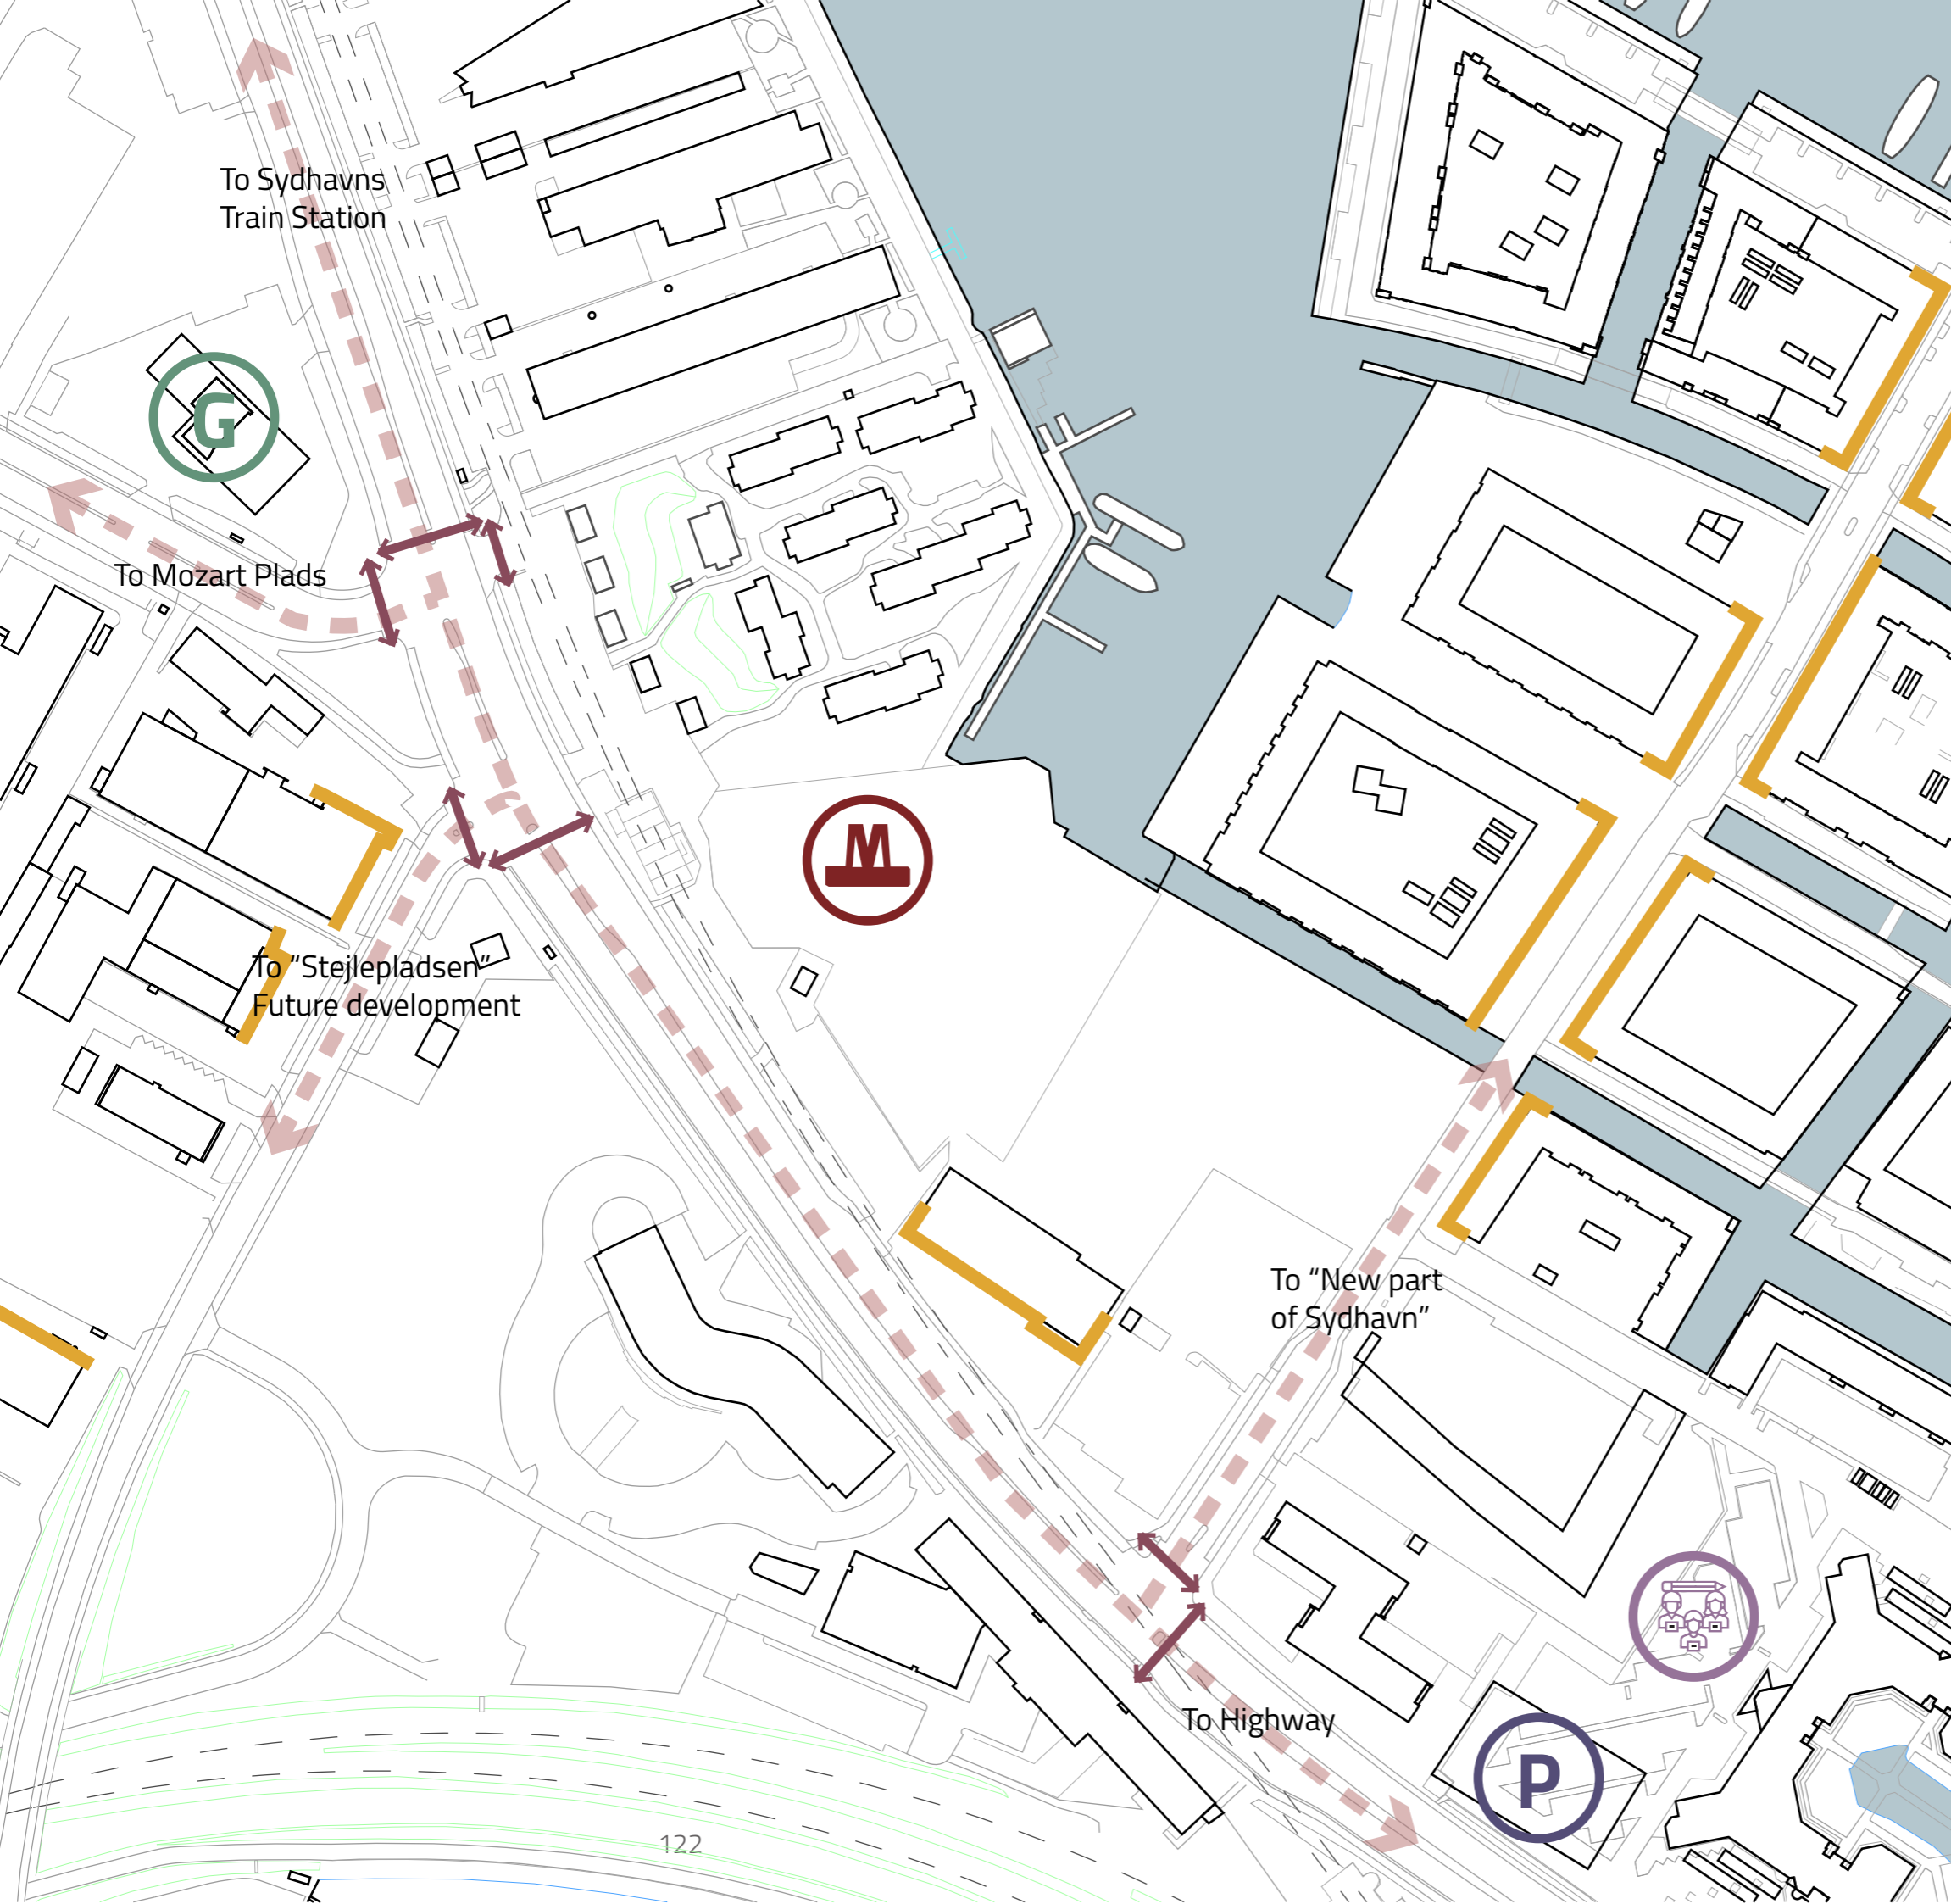 To Sydhavns
Train Station
G
To Mozart Plads
M
To “Stejlepladsen”
Future development
To “New part
of Sydhavn”
To Highway
P
122